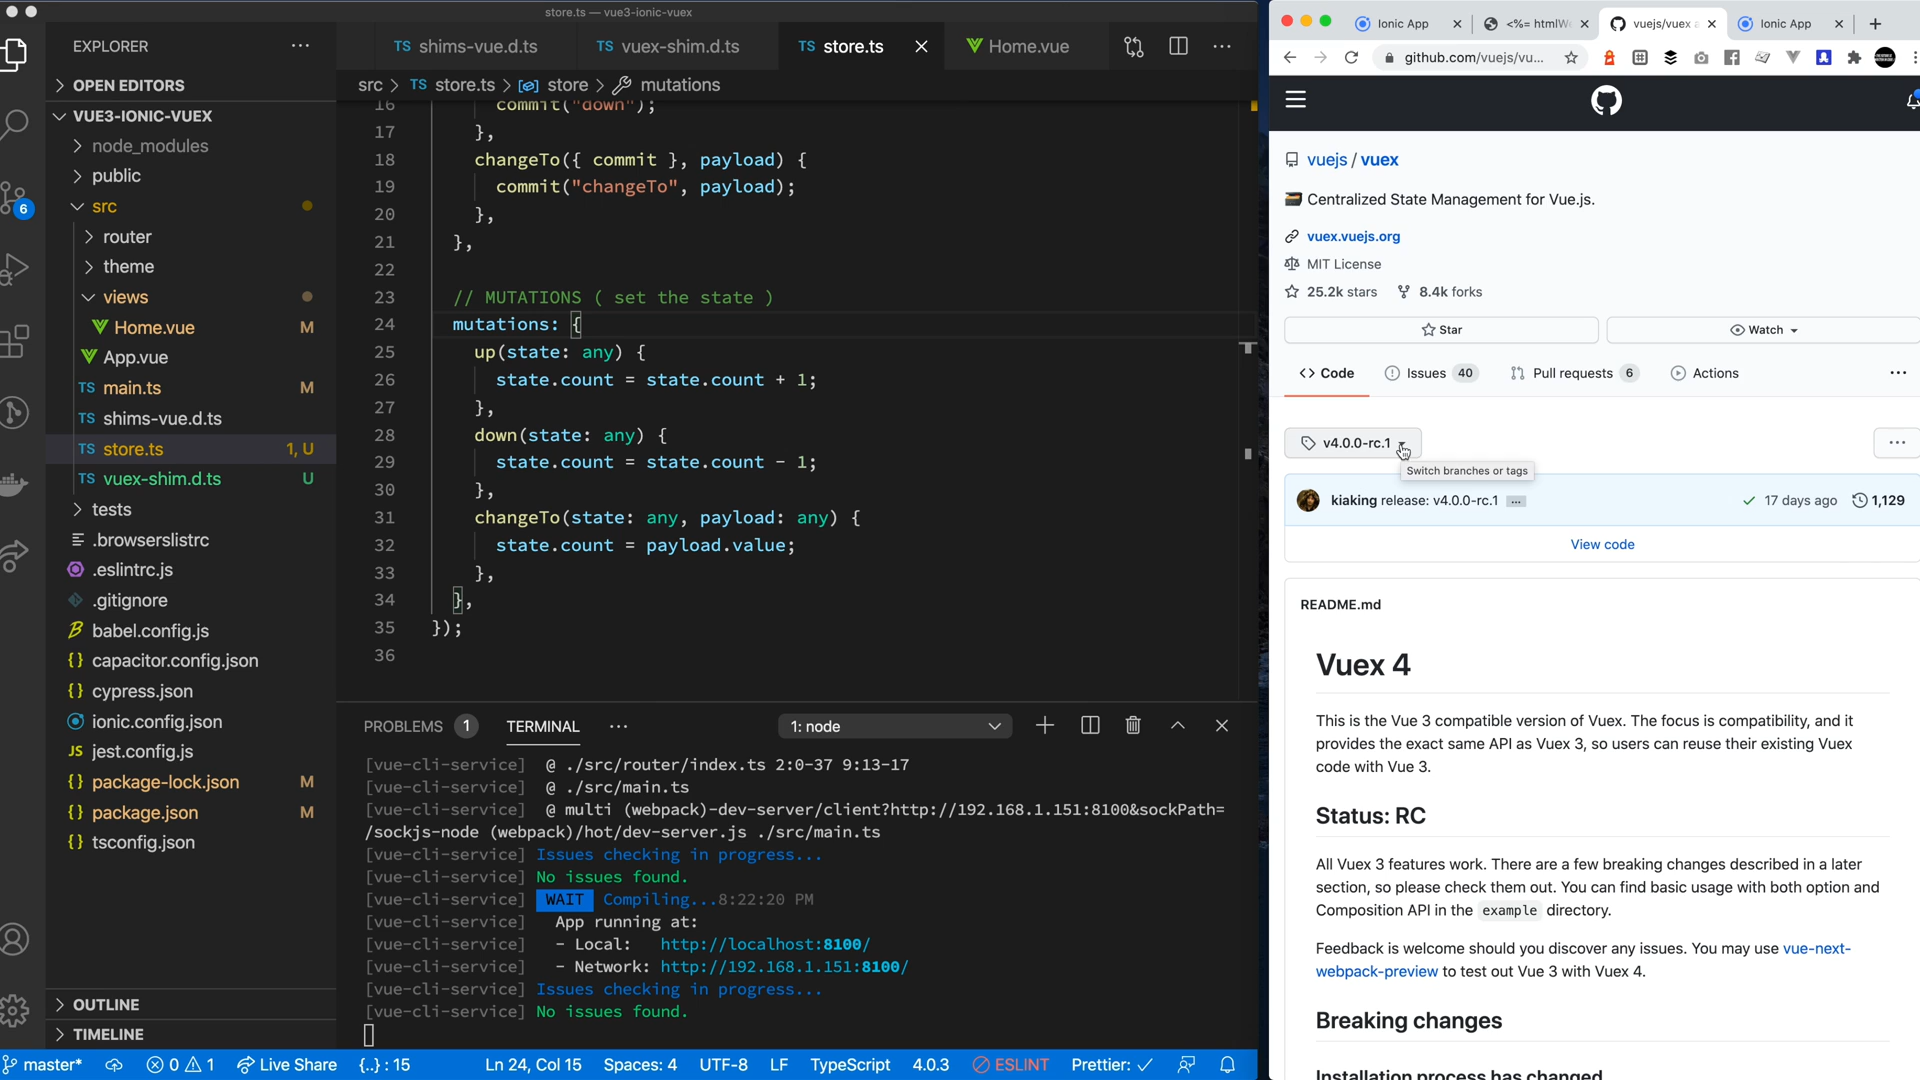 store.ts — vue3-ionic-vuex
EXPLORER
OPEN EDITORS
VUE3-IONIC-VUEX
node_modules
public
src
router
theme
views
Home.vue M
App.vue
TS main.ts M
TS shims-vue.d.ts
TS store.ts 1, U
TS vuex-shim.d.ts U
tests
.browserslistrc
.eslintrc.js
.gitignore
babel.config.js
{} capacitor.config.json
{} cypress.json
ionic.config.json
JS jest.config.js
{} package-lock.json M
{} package.json M
{} tsconfig.json
OUTLINE
TIMELINE
6
TS shims-vue.d.ts
TS vuex-shim.d.ts
TS store.ts
Home.vue
src > TS store.ts > store > mutations
16 commit("down");
17 },
18 changeTo({ commit }, payload) {
19 commit("changeTo", payload);
20 },
21 },
22
23 // MUTATIONS ( set the state )
24 mutations: {
25 up(state: any) {
26 state.count = state.count + 1;
27 },
28 down(state: any) {
29 state.count = state.count - 1;
30 },
31 changeTo(state: any, payload: any) {
32 state.count = payload.value;
33 },
34 },
35 });
36
PROBLEMS 1 TERMINAL ··· 1: node
[vue-cli-service] @ ./src/router/index.ts 2:0-37 9:13-17
[vue-cli-service] @ ./src/main.ts
[vue-cli-service] @ multi (webpack)-dev-server/client?http://192.168.1.151:8100&sockPath=
/sockjs-node (webpack)/hot/dev-server.js ./src/main.ts
[vue-cli-service] Issues checking in progress...
[vue-cli-service] No issues found.
[vue-cli-service] WAIT Compiling...8:22:20 PM
[vue-cli-service] App running at:
[vue-cli-service] - Local: http://localhost:8100/
[vue-cli-service] - Network: http://192.168.1.151:8100/
[vue-cli-service] Issues checking in progress...
[vue-cli-service] No issues found.
master* 0 1 Live Share {..} : 15 Ln 24, Col 15 Spaces: 4 UTF-8 LF TypeScript 4.0.3 ESLINT Prettier: ✓
Ionic App
<%= htmlW
vuejs/vuex a
Ionic App
github.com/vuejs/vu...
vuejs / vuex
Centralized State Management for Vue.js.
vuex.vuejs.org
MIT License
25.2k stars 8.4k forks
Star Watch
<> Code Issues 40 Pull requests 6 Actions ···
v4.0.0-rc.1 ···
Switch branches or tags
kiaking release: v4.0.0-rc.1 ... 17 days ago 1,129
View code
README.md
Vuex 4
This is the Vue 3 compatible version of Vuex. The focus is compatibility, and it
provides the exact same API as Vuex 3, so users can reuse their existing Vuex
code with Vue 3.
Status: RC
All Vuex 3 features work. There are a few breaking changes described in a later
section, so please check them out. You can find basic usage with both option and
Composition API in the example directory.
Feedback is welcome should you discover any issues. You may use vue-next-
webpack-preview to test out Vue 3 with Vuex 4.
Breaking changes
Installation process has changed